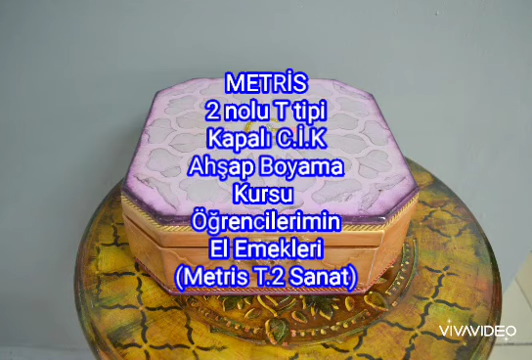 METRİS
2 nolu T tipi
Kapalı C.İ.K
Ahşap Boyama
Kursu
Öğrencilerimin
El Emekleri
(Metris T.2 Sanat)
VIVAVIDEO